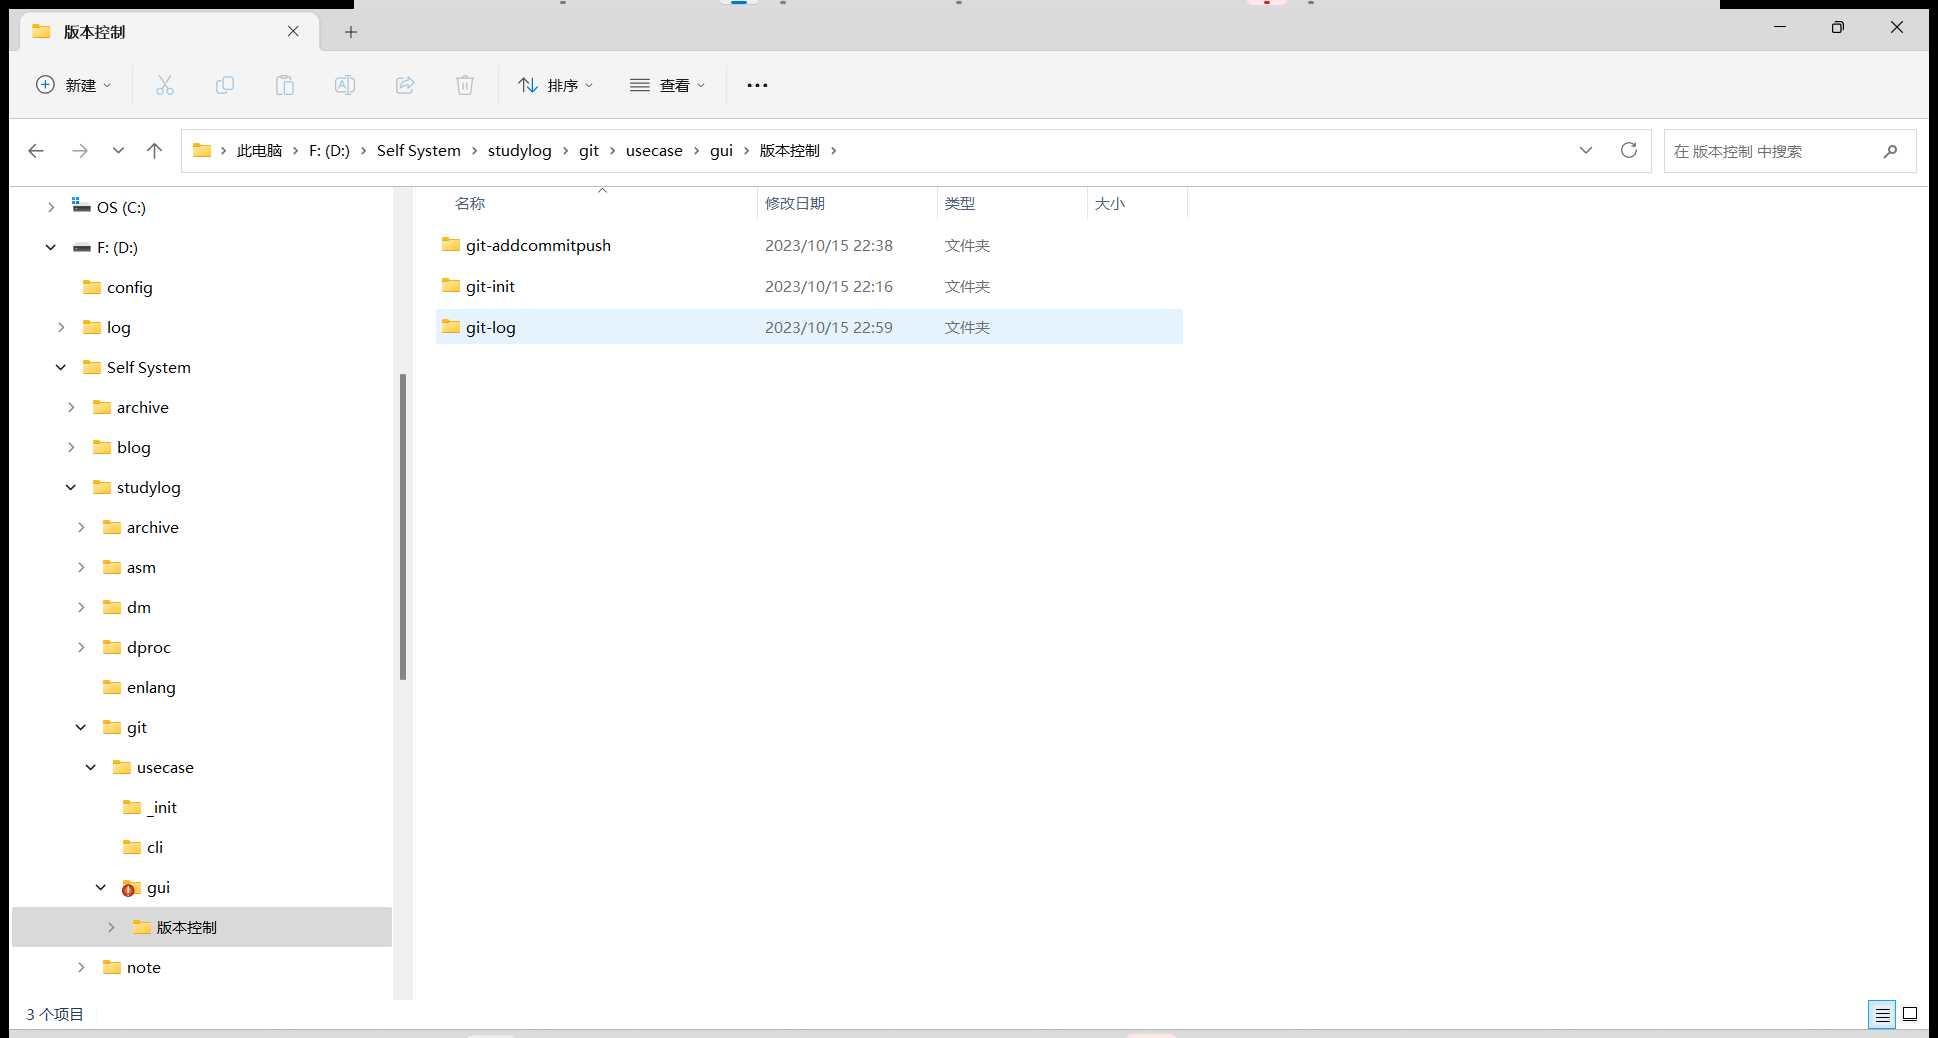 版本控制
新建
排序
查看
此电脑 F: (D:) Self System studylog git usecase gui 版本控制
在 版本控制 中搜索
OS (C:)
F: (D:)
config
log
Self System
archive
blog
studylog
archive
asm
dm
dproc
enlang
git
usecase
_init
cli
gui
版本控制
note
名称 修改日期 类型 大小
git-addcommitpush 2023/10/15 22:38 文件夹
git-init 2023/10/15 22:16 文件夹
git-log 2023/10/15 22:59 文件夹
3 个项目